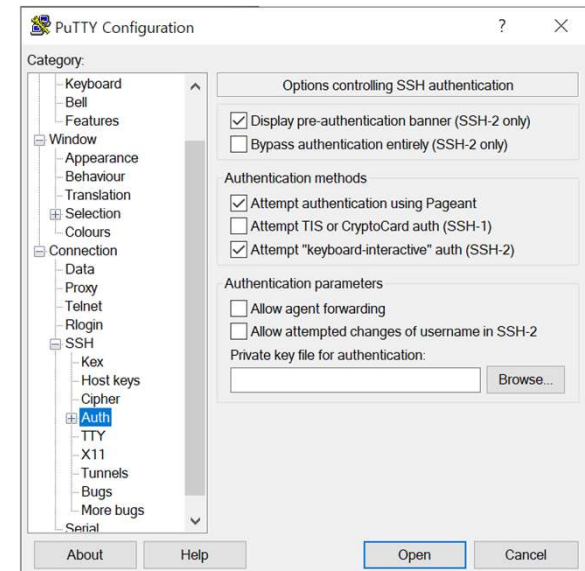 PuTTY Configuration
?
Category:
Keyboard
Bell
Features
Window
Appearance
Behaviour
Translation
Selection
Colours
Connection
Data
Proxy
Telnet
Rlogin
SSH
Kex
Host keys
Cipher
Auth
TTY
X11
Tunnels
Bugs
More bugs
Serial
Options controlling SSH authentication
Display pre-authentication banner (SSH-2 only)
Bypass authentication entirely (SSH-2 only)
Authentication methods
Attempt authentication using Pageant
Attempt TIS or CryptoCard auth (SSH-1)
Attempt "keyboard-interactive" auth (SSH-2)
Authentication parameters
Allow agent forwarding
Allow attempted changes of username in SSH-2
Private key file for authentication:
Browse...
About
Help
Open
Cancel